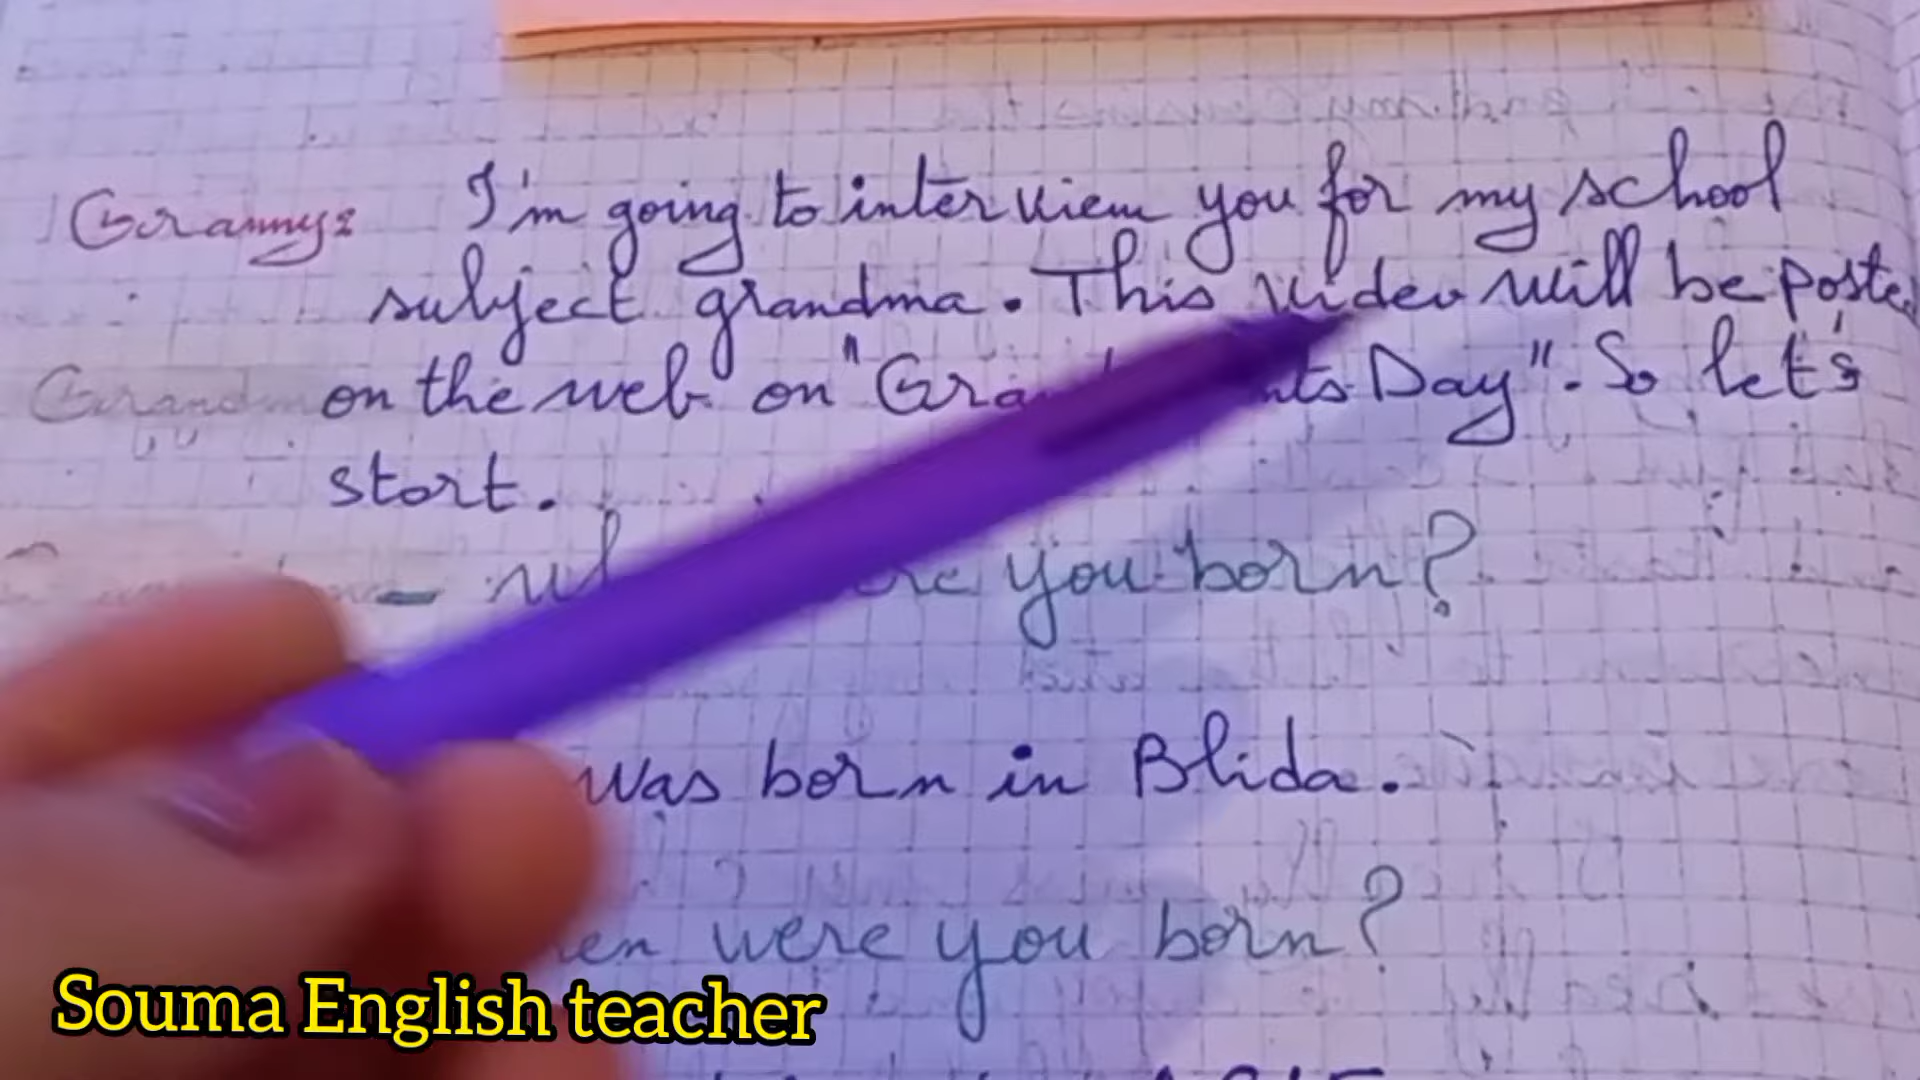 Granny: I'm going to interview you for my school
subject grandma. This video will be posted
on the web on "Gra nts Day". So let's
start.
you born?
was born in Blida.
were you born?
Souma English teacher